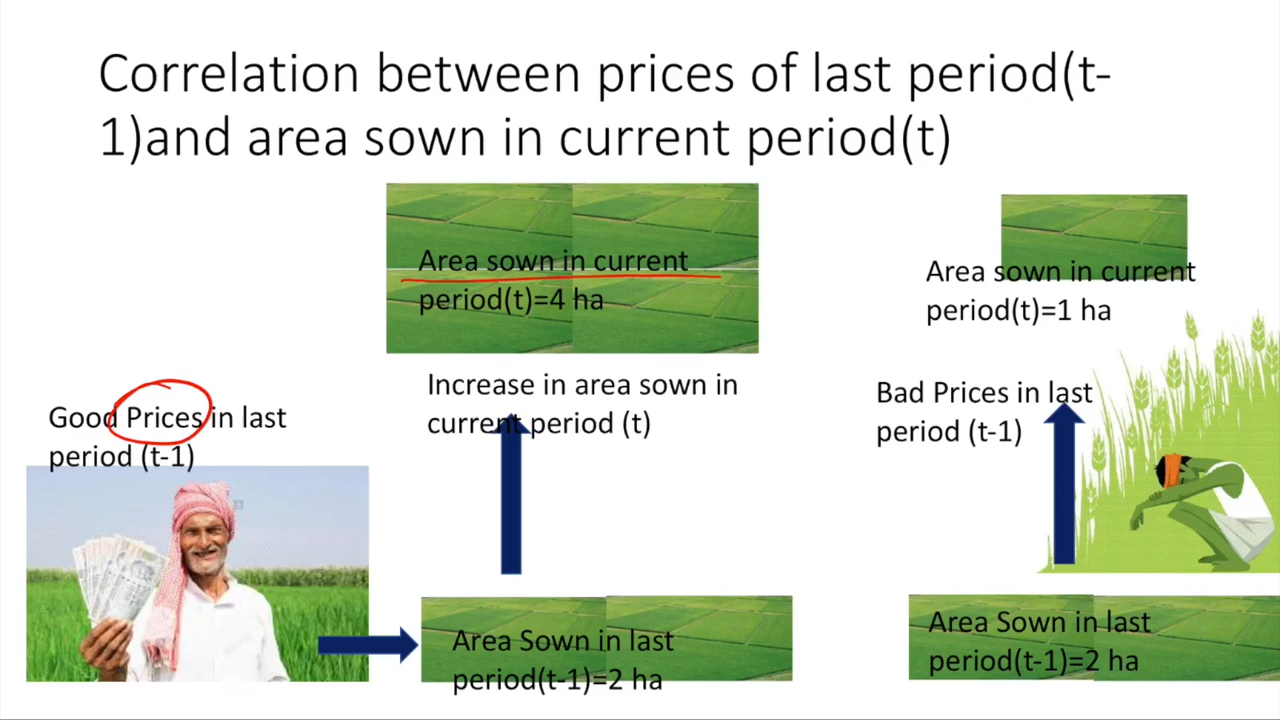 Correlation between prices of last period(t-
1)and area sown in current period(t)
Area sown in current
period(t)=4 ha
Area sown in current
period(t)=1 ha
Increase in area sown in
current period (t)
Bad Prices in last
period (t-1)
Good Prices in last
period (t-1)
Area Sown in last
period(t-1)=2 ha
Area Sown in last
period(t-1)=2 ha